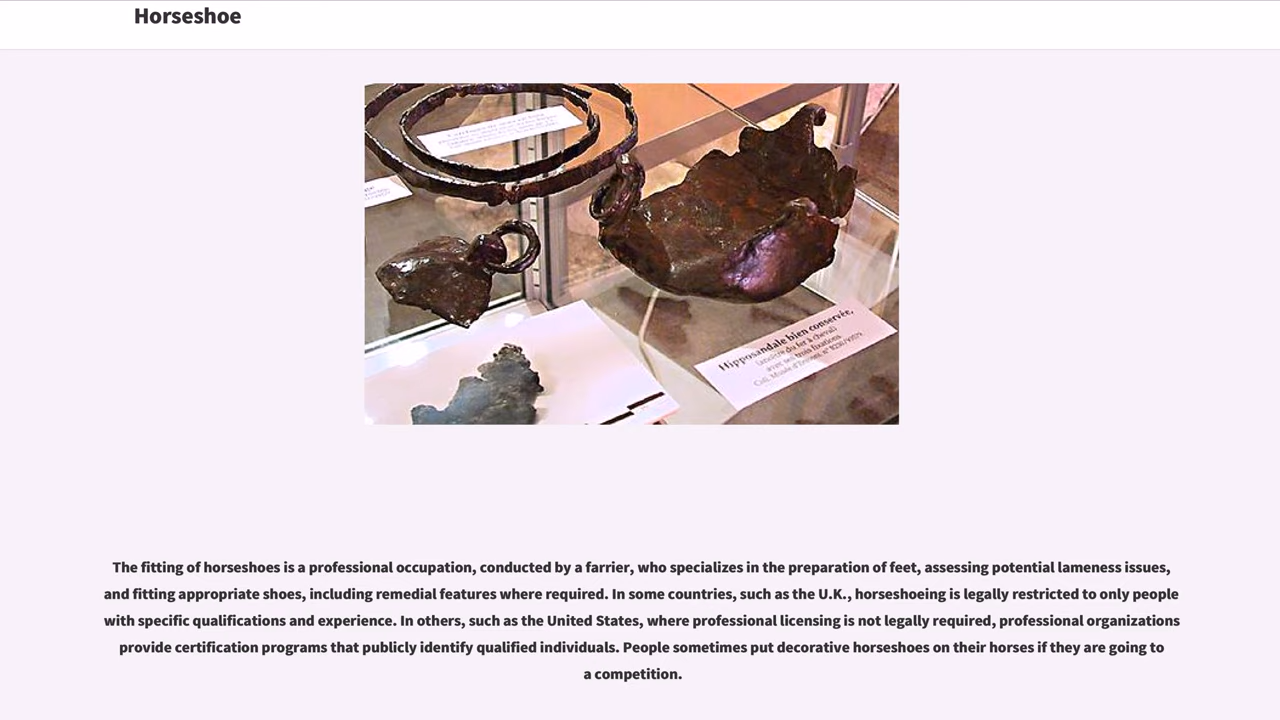 Horseshoe
Hipposandale bien conservée,
avec ses trois fixations
The fitting of horseshoes is a professional occupation, conducted by a farrier, who specializes in the preparation of feet, assessing potential lameness issues,
and fitting appropriate shoes, including remedial features where required. In some countries, such as the U.K., horseshoeing is legally restricted to only people
with specific qualifications and experience. In others, such as the United States, where professional licensing is not legally required, professional organizations
provide certification programs that publicly identify qualified individuals. People sometimes put decorative horseshoes on their horses if they are going to
a competition.